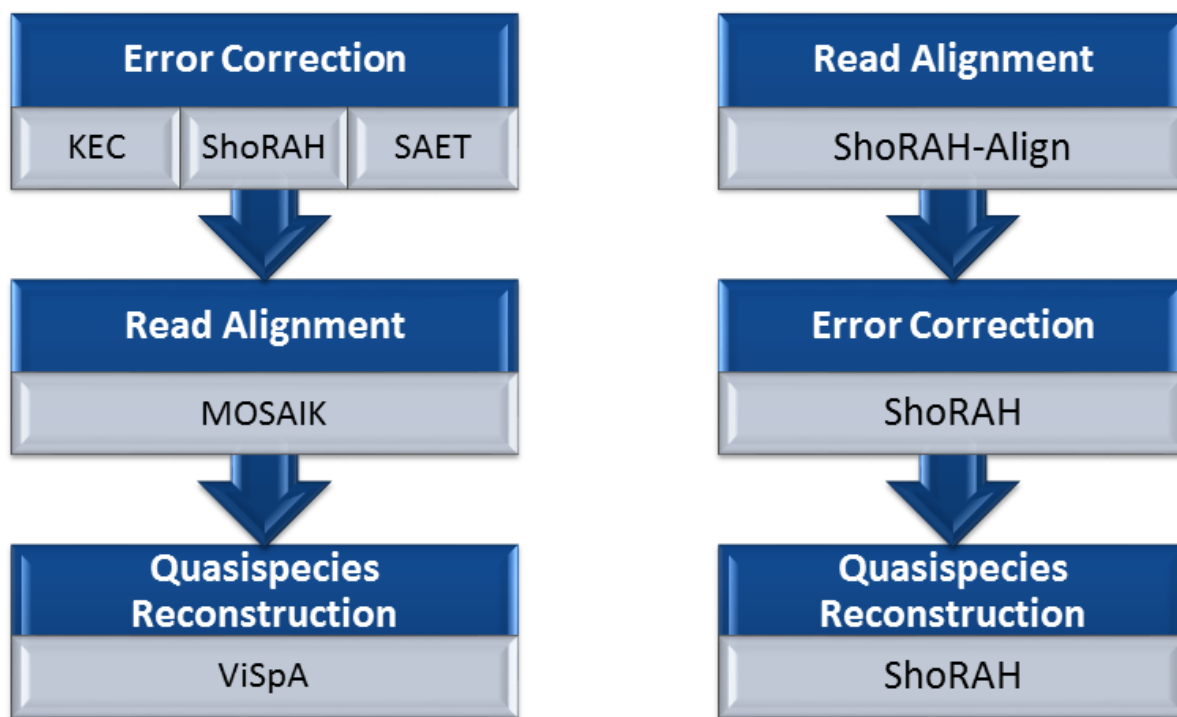 Error Correction
KEC
ShoRAH
SAET
Read Alignment
MOSAIK
Quasispecies
Reconstruction
ViSpA
Read Alignment
ShoRAH-Align
Error Correction
ShoRAH
Quasispecies
Reconstruction
ShoRAH